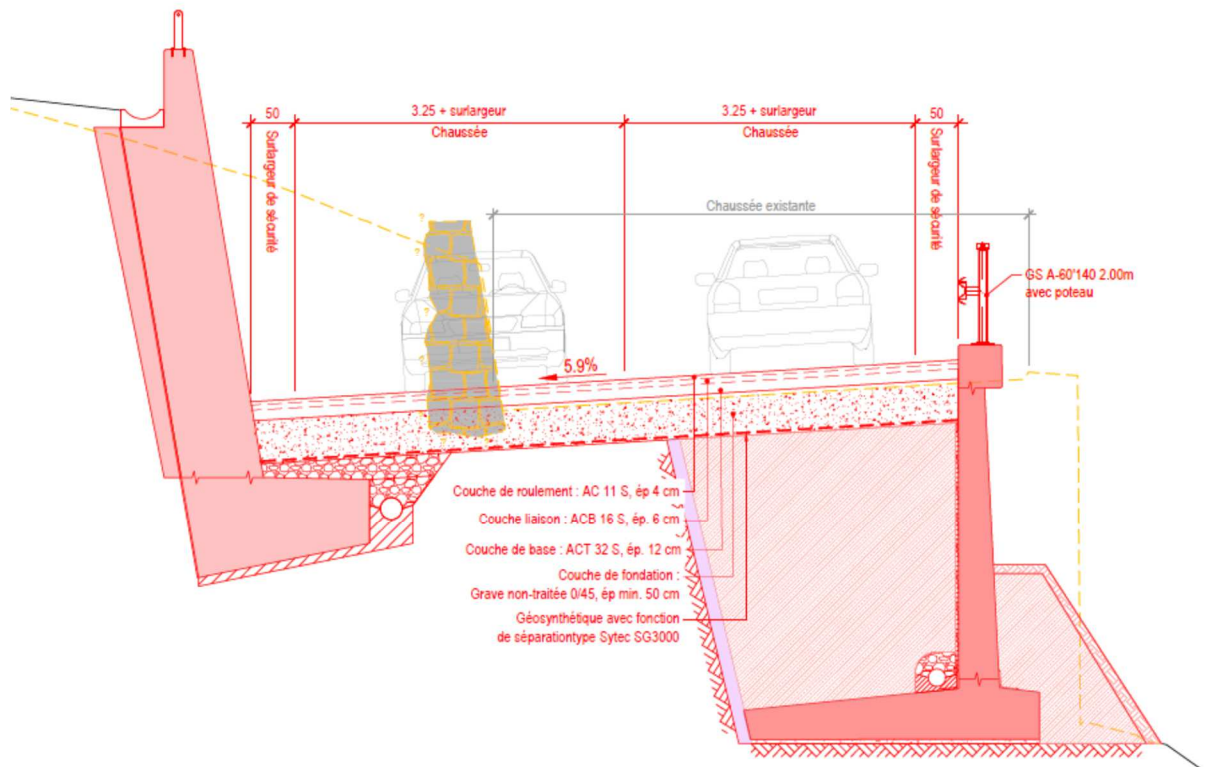 50
3.25 + surlargeur
3.25 + surlargeur
50
Surlargeur de sécurité
Chaussée
Chaussée
Surlargeur de sécurité
Chaussée existante
?
?
?
?
?
GS A-60'140 2.00m
avec poteau
5.9%
Couche de roulement : AC 11 S, ép 4 cm
Couche liaison : ACB 16 S, ép. 6 cm
Couche de base : ACT 32 S, ép. 12 cm
Couche de fondation :
Grave non-traitée 0/45, ép min. 50 cm
Géosynthétique avec fonction
de séparationtype Sytec SG3000